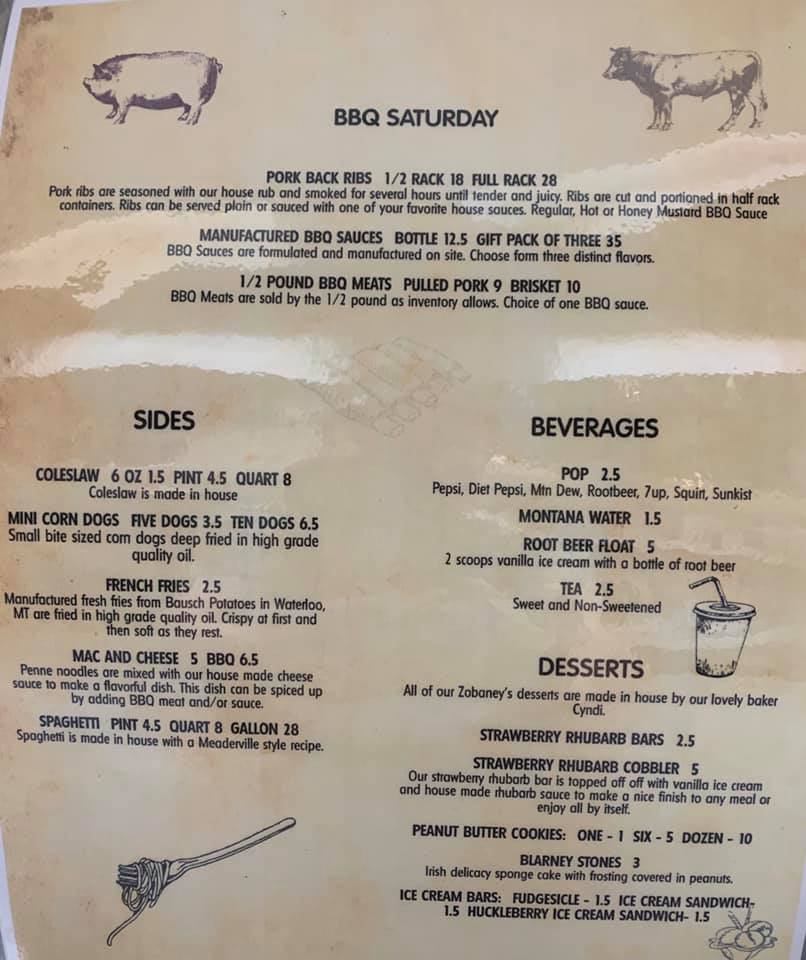 BBQ SATURDAY
PORK BACK RIBS 1/2 RACK 18 FULL RACK 28
Pork ribs are seasoned with our house rub and smoked for several hours until tender and juicy. Ribs are cut and portioned in half rack
containers. Ribs can be served plain or sauced with one of your favorite house sauces. Regular, Hot or Honey Mustard BBQ Sauce
MANUFACTURED BBQ SAUCES BOTTLE 12.5 GIFT PACK OF THREE 35
BBQ Sauces are formulated and manufactured on site. Choose form three distinct flavors.
1/2 POUND BBQ MEATS PULLED PORK 9 BRISKET 10
BBQ Meats are sold by the 1/2 pound as inventory allows. Choice of one BBQ sauce.
SIDES
COLESLAW 6 OZ 1.5 PINT 4.5 QUART 8
Coleslaw is made in house
MINI CORN DOGS FIVE DOGS 3.5 TEN DOGS 6.5
Small bite sized corn dogs deep fried in high grade
quality oil.
FRENCH FRIES 2.5
Manufactured fresh fries from Bausch Potatoes in Waterloo,
MT are fried in high grade quality oil. Crispy at first and
then soft as they rest.
MAC AND CHEESE 5 BBQ 6.5
Penne noodles are mixed with our house made cheese
sauce to make a flavorful dish. This dish can be spiced up
by adding BBQ meat and/or sauce.
SPAGHETTI PINT 4.5 QUART 8 GALLON 28
Spaghetti is made in house with a Meaderville style recipe.
BEVERAGES
POP 2.5
Pepsi, Diet Pepsi, Mtn Dew, Rootbeer, 7up, Squirt, Sunkist
MONTANA WATER 1.5
ROOT BEER FLOAT 5
2 scoops vanilla ice cream with a bottle of root beer
TEA 2.5
Sweet and Non-Sweetened
DESSERTS
All of our Zobaney's desserts are made in house by our lovely baker
Cyndi.
STRAWBERRY RHUBARB BARS 2.5
STRAWBERRY RHUBARB COBBLER 5
Our strawberry rhubarb bar is topped off off with vanilla ice cream
and house made rhubarb sauce to make a nice finish to any meal or
enjoy all by itself.
PEANUT BUTTER COOKIES: ONE - 1 SIX - 5 DOZEN - 10
BLARNEY STONES 3
Irish delicacy sponge cake with frosting covered in peanuts.
ICE CREAM BARS: FUDGESICLE - 1.5 ICE CREAM SANDWICH-
1.5 HUCKLEBERRY ICE CREAM SANDWICH- 1.5